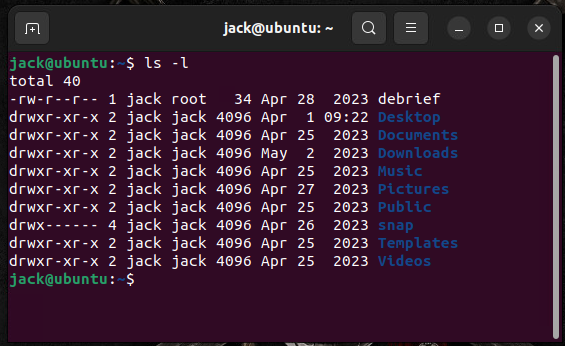 jack@ubuntu: ~
jack@ubuntu:~$ ls -l
total 40
-rw-r--r-- 1 jack root   34 Apr 28  2023 debrief
drwxr-xr-x 2 jack jack 4096 Apr  1 09:22 Desktop
drwxr-xr-x 2 jack jack 4096 Apr 25  2023 Documents
drwxr-xr-x 2 jack jack 4096 May  2  2023 Downloads
drwxr-xr-x 2 jack jack 4096 Apr 25  2023 Music
drwxr-xr-x 2 jack jack 4096 Apr 27  2023 Pictures
drwxr-xr-x 2 jack jack 4096 Apr 25  2023 Public
drwx------ 4 jack jack 4096 Apr 26  2023 snap
drwxr-xr-x 2 jack jack 4096 Apr 25  2023 Templates
drwxr-xr-x 2 jack jack 4096 Apr 25  2023 Videos
jack@ubuntu:~$